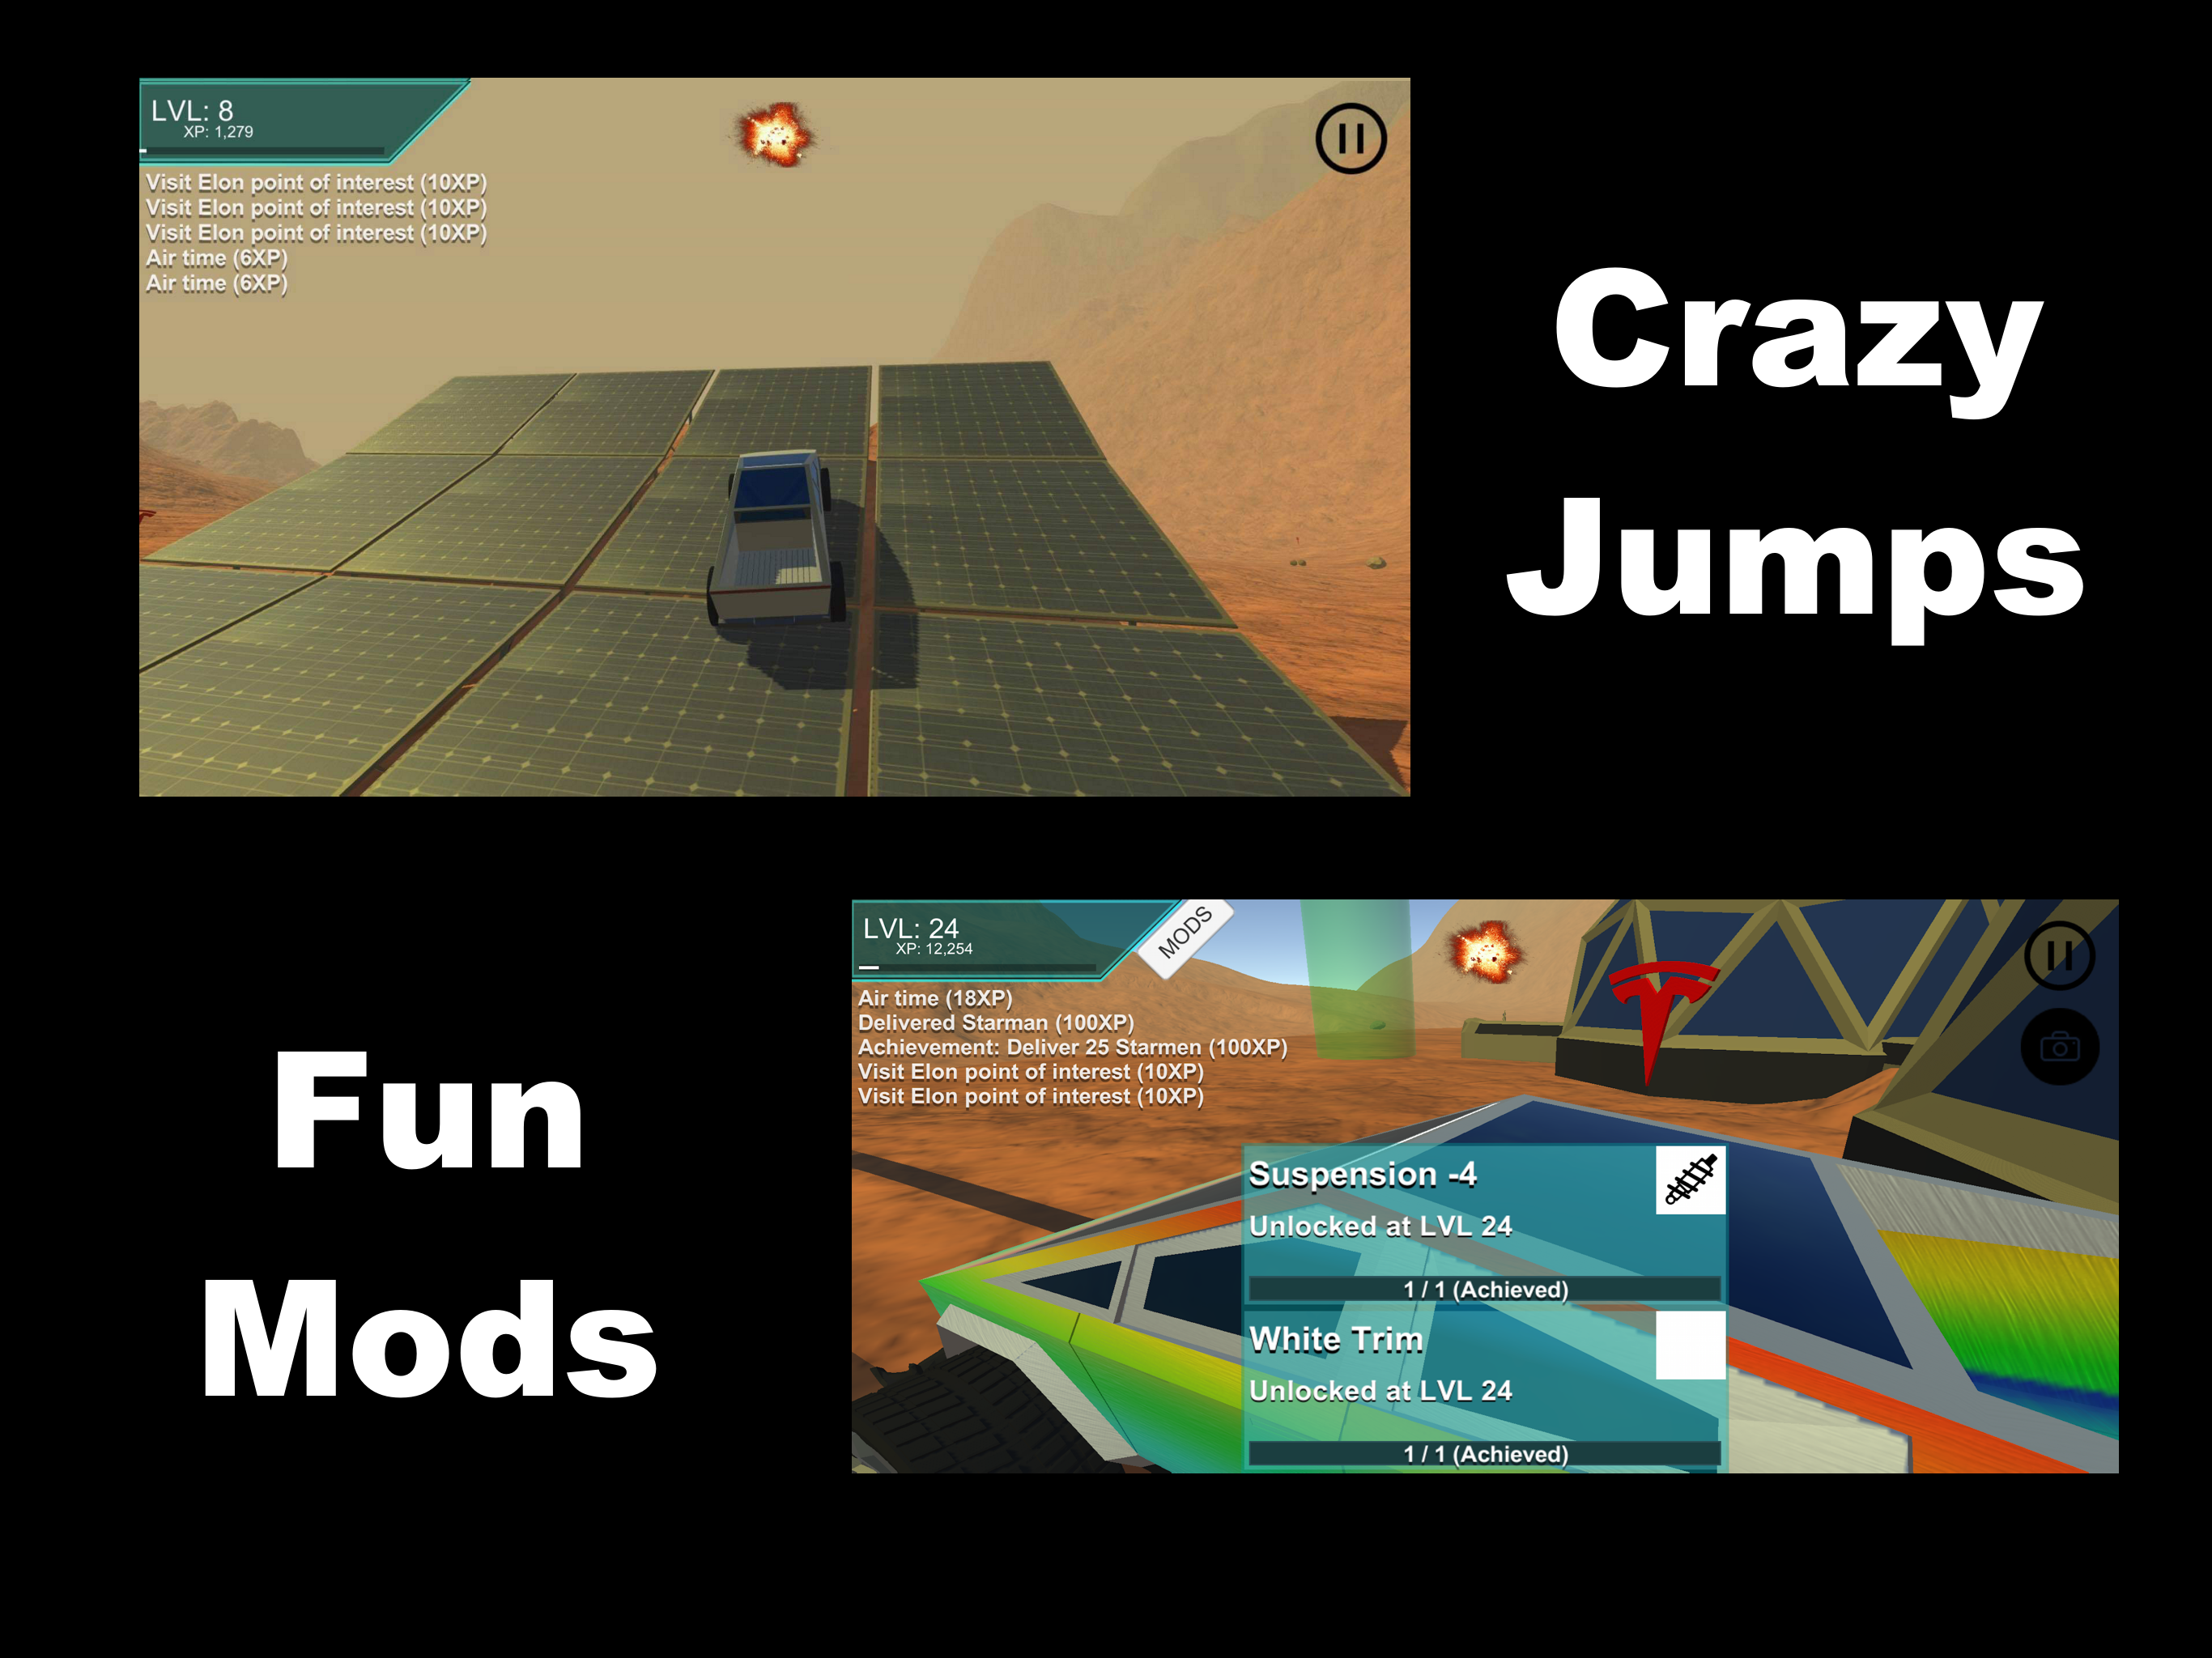 LVL: 8
XP: 1,279
Visit Elon point of interest (10XP)
Visit Elon point of interest (10XP)
Visit Elon point of interest (10XP)
Air time (6XP)
Air time (6XP)
Crazy
Jumps
Fun
Mods
LVL: 24
XP: 12,254
MODS
Air time (18XP)
Delivered Starman (100XP)
Achievement: Deliver 25 Starmen (100XP)
Visit Elon point of interest (10XP)
Visit Elon point of interest (10XP)
Suspension -4
Unlocked at LVL 24
1 / 1 (Achieved)
White Trim
Unlocked at LVL 24
1 / 1 (Achieved)